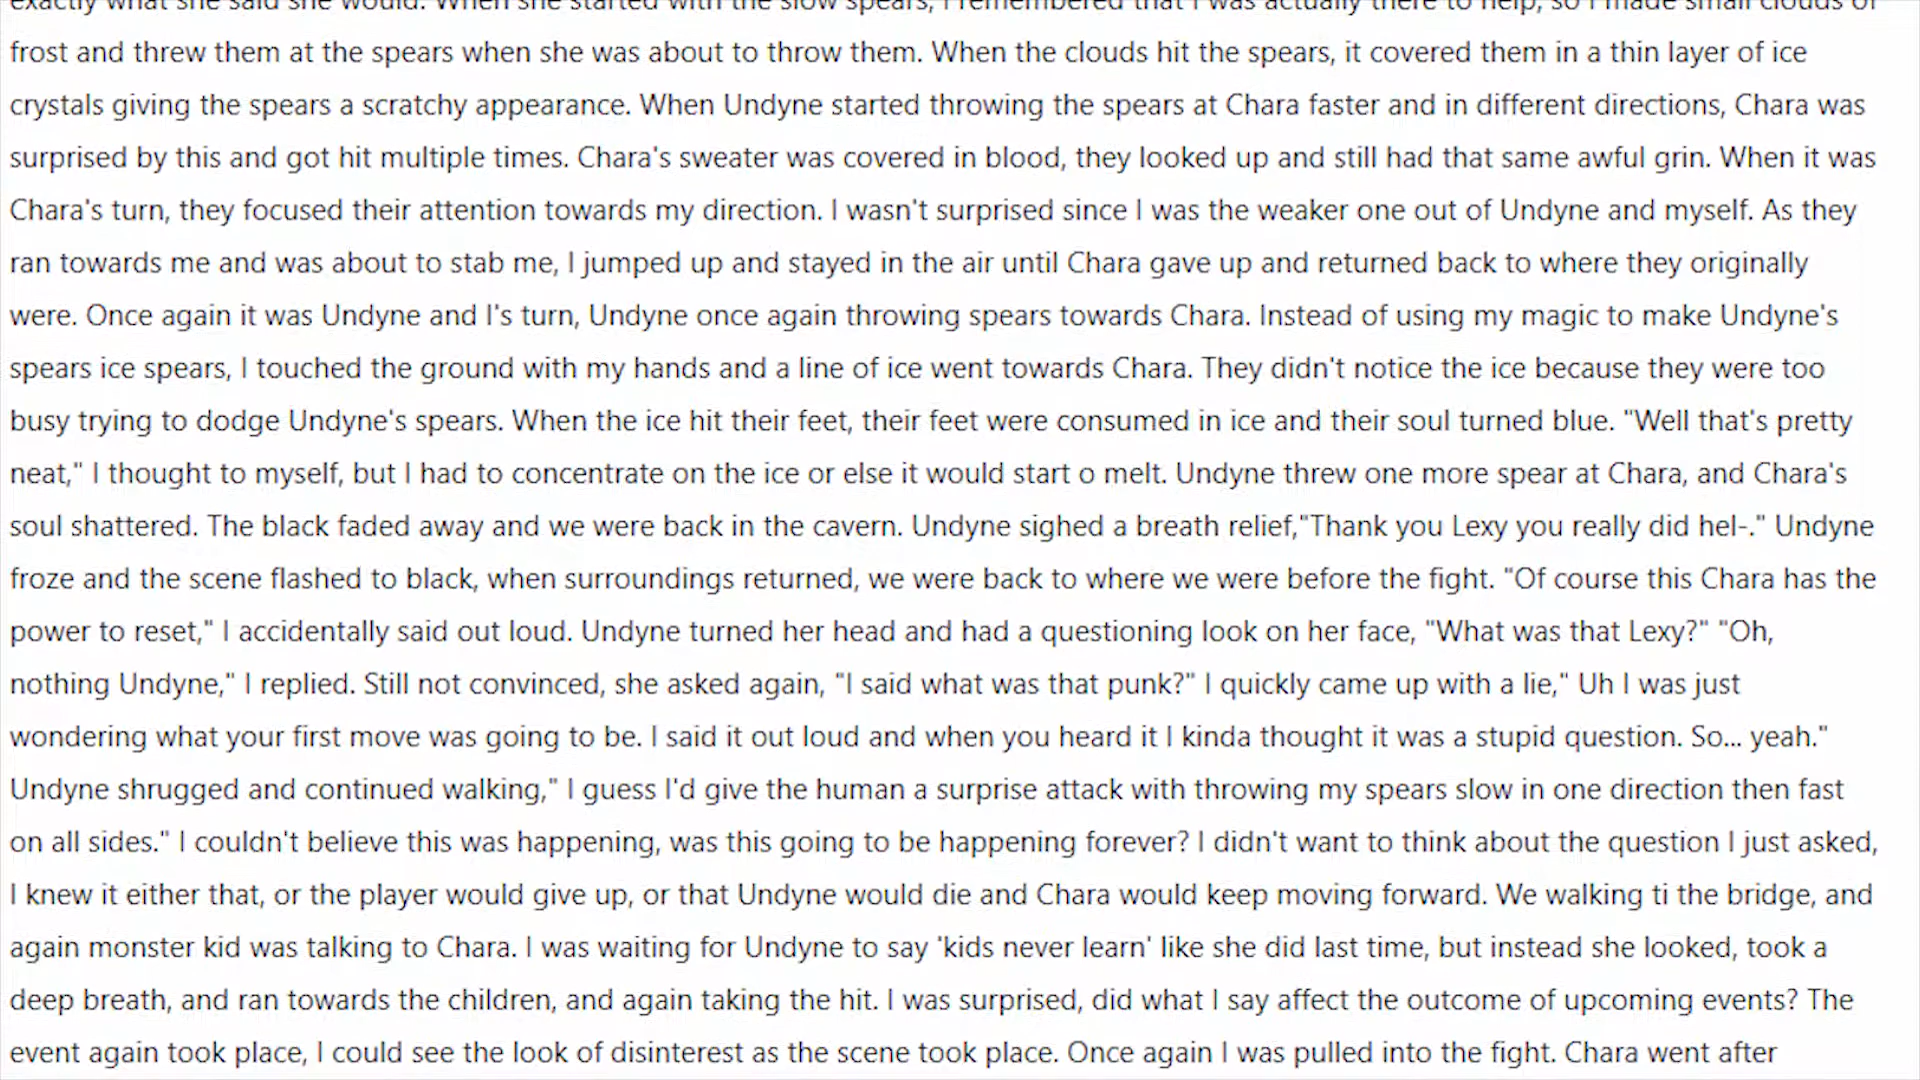 exactly what she said she would. When she started with the slow spears, I remembered that I was actually there to help, so I made small clouds of
frost and threw them at the spears when she was about to throw them. When the clouds hit the spears, it covered them in a thin layer of ice
crystals giving the spears a scratchy appearance. When Undyne started throwing the spears at Chara faster and in different directions, Chara was
surprised by this and got hit multiple times. Chara's sweater was covered in blood, they looked up and still had that same awful grin. When it was
Chara's turn, they focused their attention towards my direction. I wasn't surprised since I was the weaker one out of Undyne and myself. As they
ran towards me and was about to stab me, I jumped up and stayed in the air until Chara gave up and returned back to where they originally
were. Once again it was Undyne and I's turn, Undyne once again throwing spears towards Chara. Instead of using my magic to make Undyne's
spears ice spears, I touched the ground with my hands and a line of ice went towards Chara. They didn't notice the ice because they were too
busy trying to dodge Undyne's spears. When the ice hit their feet, their feet were consumed in ice and their soul turned blue. "Well that's pretty
neat," I thought to myself, but I had to concentrate on the ice or else it would start o melt. Undyne threw one more spear at Chara, and Chara's
soul shattered. The black faded away and we were back in the cavern. Undyne sighed a breath relief,"Thank you Lexy you really did hel-." Undyne
froze and the scene flashed to black, when surroundings returned, we were back to where we were before the fight. "Of course this Chara has the
power to reset," I accidentally said out loud. Undyne turned her head and had a questioning look on her face, "What was that Lexy?" "Oh,
nothing Undyne," I replied. Still not convinced, she asked again, "I said what was that punk?" I quickly came up with a lie," Uh I was just
wondering what your first move was going to be. I said it out loud and when you heard it I kinda thought it was a stupid question. So... yeah."
Undyne shrugged and continued walking," I guess I'd give the human a surprise attack with throwing my spears slow in one direction then fast
on all sides." I couldn't believe this was happening, was this going to be happening forever? I didn't want to think about the question I just asked,
I knew it either that, or the player would give up, or that Undyne would die and Chara would keep moving forward. We walking ti the bridge, and
again monster kid was talking to Chara. I was waiting for Undyne to say 'kids never learn' like she did last time, but instead she looked, took a
deep breath, and ran towards the children, and again taking the hit. I was surprised, did what I say affect the outcome of upcoming events? The
event again took place, I could see the look of disinterest as the scene took place. Once again I was pulled into the fight. Chara went after